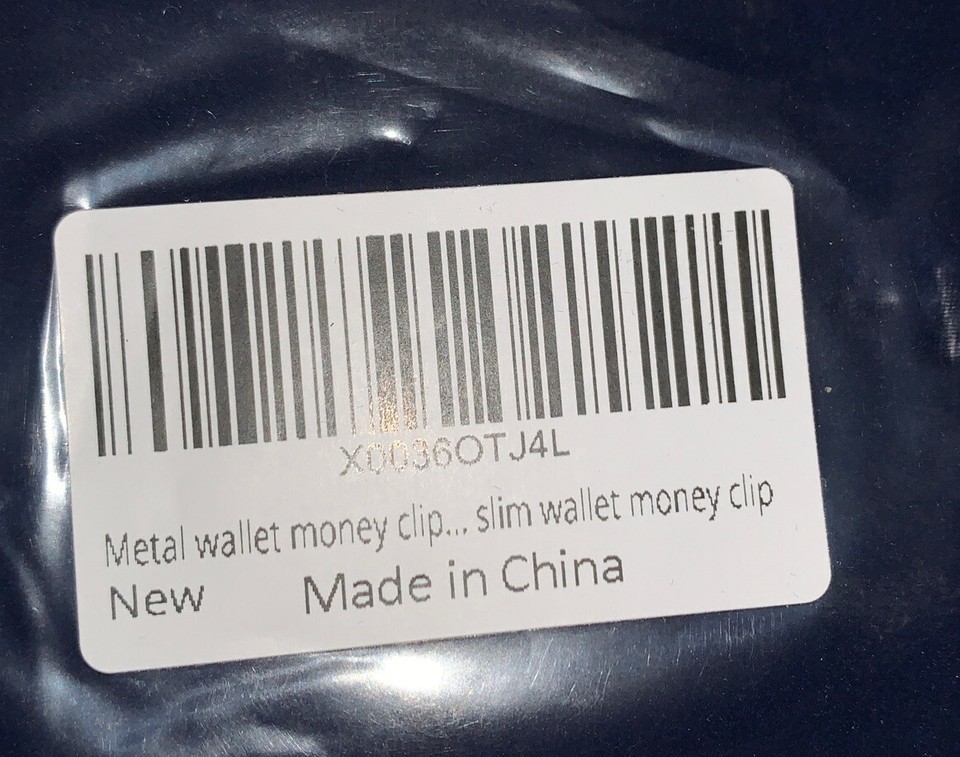 X0036OTJ4L
Metal wallet money clip... slim wallet money clip
New Made in China